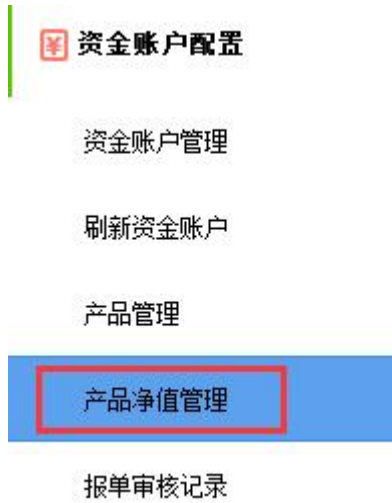 资金账户配置
资金账户管理
刷新资金账户
产品管理
产品净值管理
报单审核记录